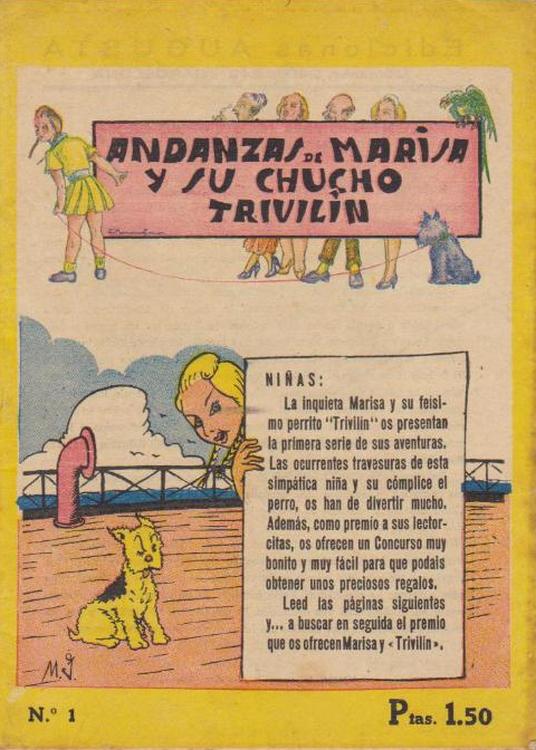 ANDANZAS DE MARISA
Y SU CHUCHO
TRIVILÍN
NIÑAS:
La inquieta Marisa y su feísi-
mo perrito "Trivilín" os presentan
la primera serie de sus aventuras.
Las ocurrentes travesuras de esta
simpática niña y su cómplice el
perro, os han de divertir mucho.
Además, como premio a sus lector-
citas, os ofrecen un Concurso muy
bonito y muy fácil para que podais
obtener unos preciosos regalos.
Leed las páginas siguientes
y... a buscar en seguida el premio
que os ofrecen Marisa y «Trivilín».
M.J.
N.º 1
Ptas. 1.50